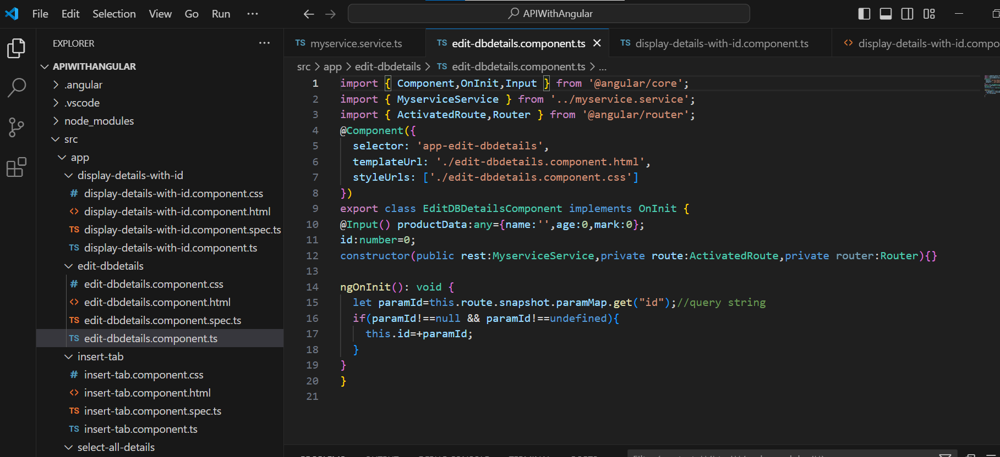 File Edit Selection View Go Run ···
APIWithAngular
EXPLORER ···
APIWITHANGULAR
.angular
.vscode
node_modules
src
app
display-details-with-id
# display-details-with-id.component.css
<> display-details-with-id.component.html
TS display-details-with-id.component.spec.ts
TS display-details-with-id.component.ts
edit-dbdetails
# edit-dbdetails.component.css
<> edit-dbdetails.component.html
TS edit-dbdetails.component.spec.ts
TS edit-dbdetails.component.ts
insert-tab
# insert-tab.component.css
<> insert-tab.component.html
TS insert-tab.component.spec.ts
TS insert-tab.component.ts
select-all-details
TS myservice.service.ts
TS edit-dbdetails.component.ts
TS display-details-with-id.component.ts
<> display-details-with-id.compo
src > app > edit-dbdetails > TS edit-dbdetails.component.ts > ...
1 import { Component,OnInit,Input } from '@angular/core';
2 import { MyserviceService } from '../myservice.service';
3 import { ActivatedRoute,Router } from '@angular/router';
4 @Component({
5 selector: 'app-edit-dbdetails',
6 templateUrl: './edit-dbdetails.component.html',
7 styleUrls: ['./edit-dbdetails.component.css']
8 })
9 export class EditDBDetailsComponent implements OnInit {
10 @Input() productData:any={name:'',age:0,mark:0};
11 id:number=0;
12 constructor(public rest:MyserviceService,private route:ActivatedRoute,private router:Router){}
13
14 ngOnInit(): void {
15 let paramId=this.route.snapshot.paramMap.get("id");//query string
16 if(paramId!==null && paramId!==undefined){
17 this.id=+paramId;
18 }
19 }
20 }
21